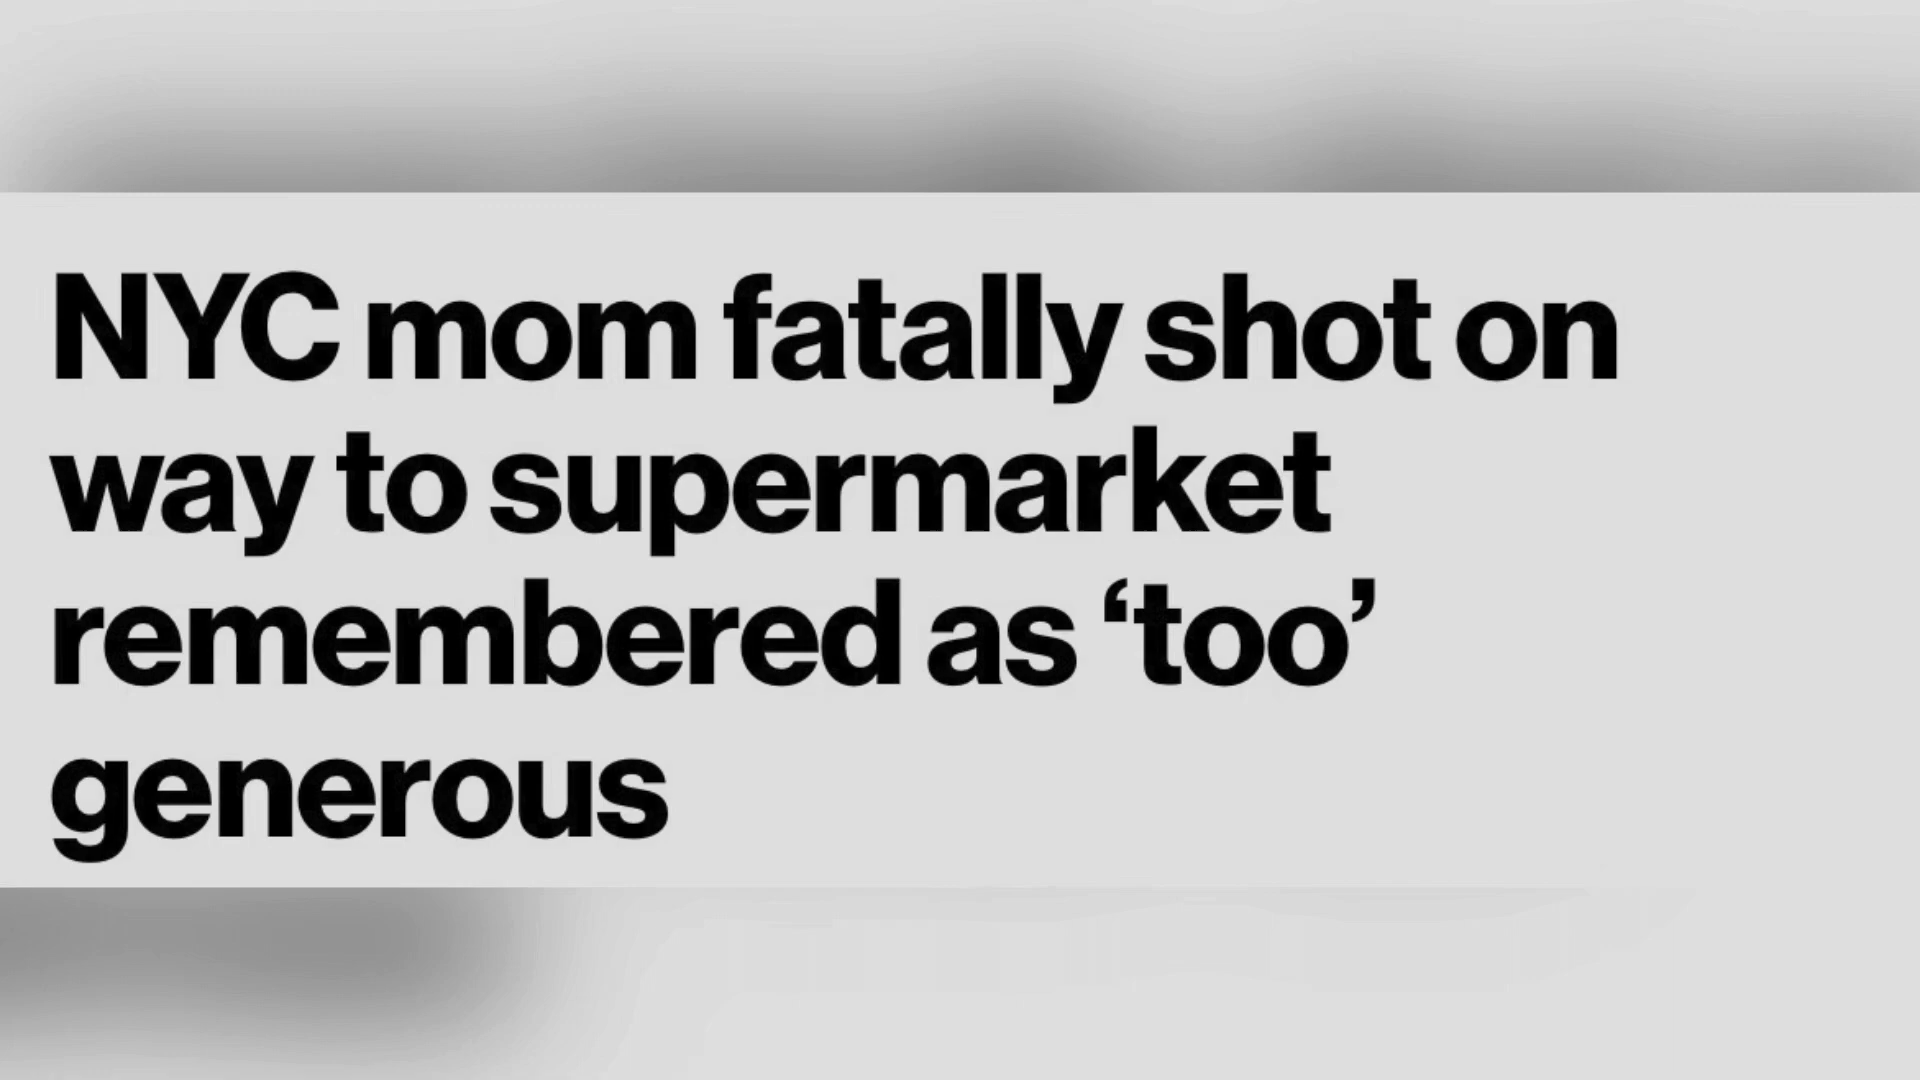 NYC mom fatally shot on
way to supermarket
remembered as ‘too’
generous